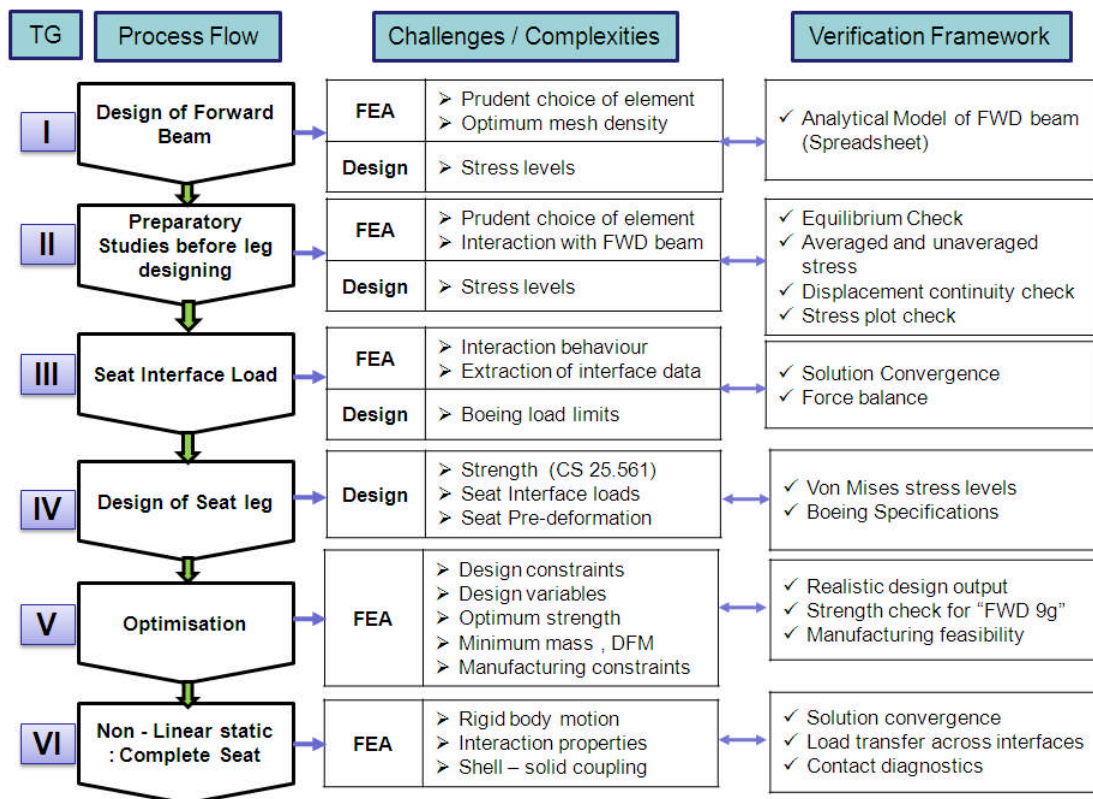 TG
Process Flow
Challenges / Complexities
Verification Framework
I
Design of Forward
Beam
FEA
➢ Prudent choice of element
➢ Optimum mesh density
Design
➢ Stress levels
✓ Analytical Model of FWD beam
(Spreadsheet)
II
Preparatory
Studies before leg
designing
FEA
➢ Prudent choice of element
➢ Interaction with FWD beam
Design
➢ Stress levels
✓ Equilibrium Check
✓ Averaged and unaveraged
stress
✓ Displacement continuity check
✓ Stress plot check
III
Seat Interface Load
FEA
➢ Interaction behaviour
➢ Extraction of interface data
Design
➢ Boeing load limits
✓ Solution Convergence
✓ Force balance
IV
Design of Seat leg
Design
➢ Strength (CS 25.561)
➢ Seat Interface loads
➢ Seat Pre-deformation
✓ Von Mises stress levels
✓ Boeing Specifications
V
Optimisation
FEA
➢ Design constraints
➢ Design variables
➢ Optimum strength
➢ Minimum mass , DFM
➢ Manufacturing constraints
✓ Realistic design output
✓ Strength check for “FWD 9g”
✓ Manufacturing feasibility
VI
Non - Linear static
: Complete Seat
FEA
➢ Rigid body motion
➢ Interaction properties
➢ Shell – solid coupling
✓ Solution convergence
✓ Load transfer across interfaces
✓ Contact diagnostics